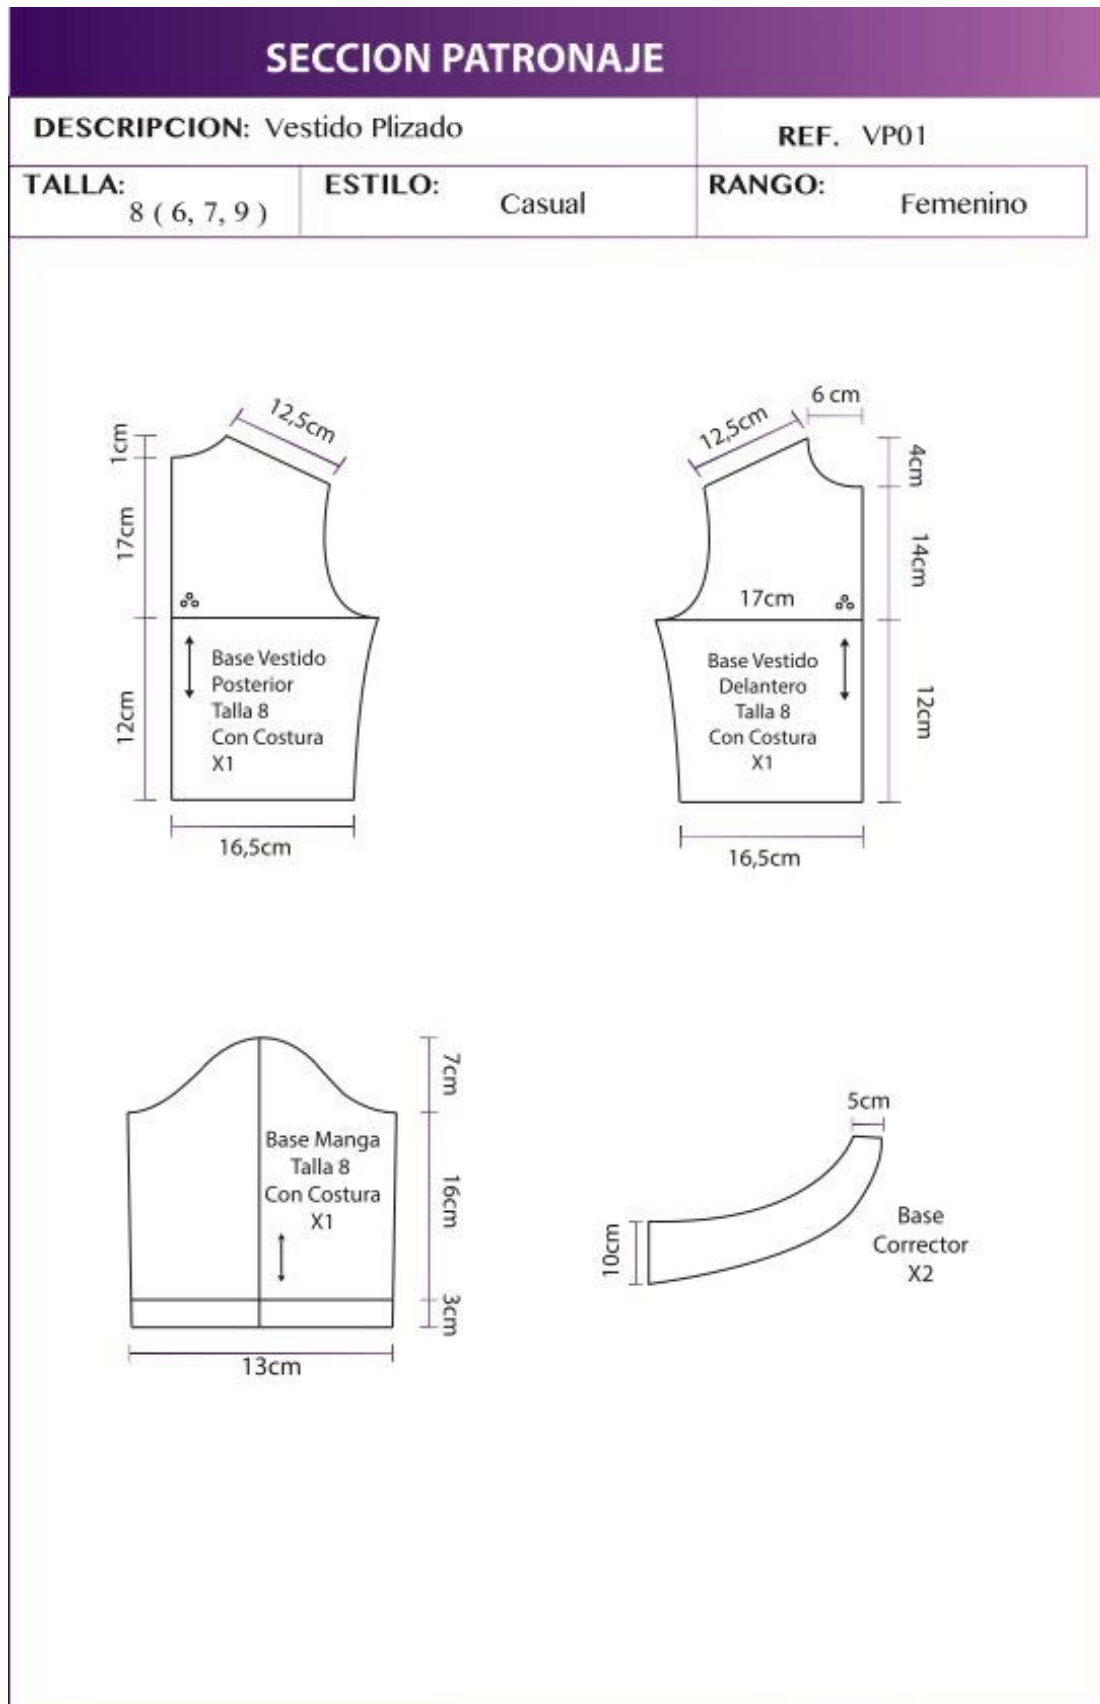 SECCION PATRONAJE
DESCRIPCION: Vestido Plizado
REF. VP01
TALLA:
8 ( 6, 7, 9 )
ESTILO:
Casual
RANGO:
Femenino
1cm
12,5cm
17cm
12cm
Base Vestido
Posterior
Talla 8
Con Costura
X1
16,5cm
12,5cm
6 cm
4cm
14cm
17cm
12cm
Base Vestido
Delantero
Talla 8
Con Costura
X1
16,5cm
7cm
16cm
3cm
Base Manga
Talla 8
Con Costura
X1
13cm
5cm
10cm
Base
Corrector
X2